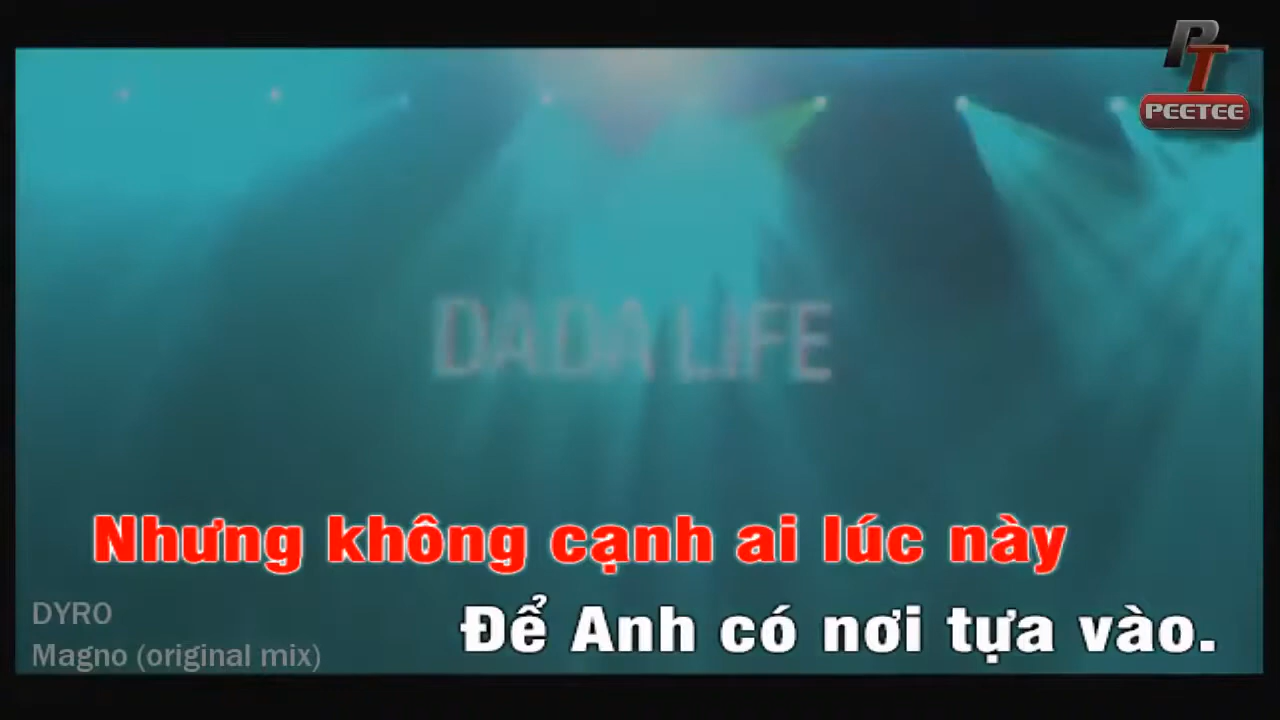 PT
PEETEE
DADA LIFE
Nhưng không cạnh ai lúc này
Để Anh có nơi tựa vào.
DYRO
Magno (original mix)